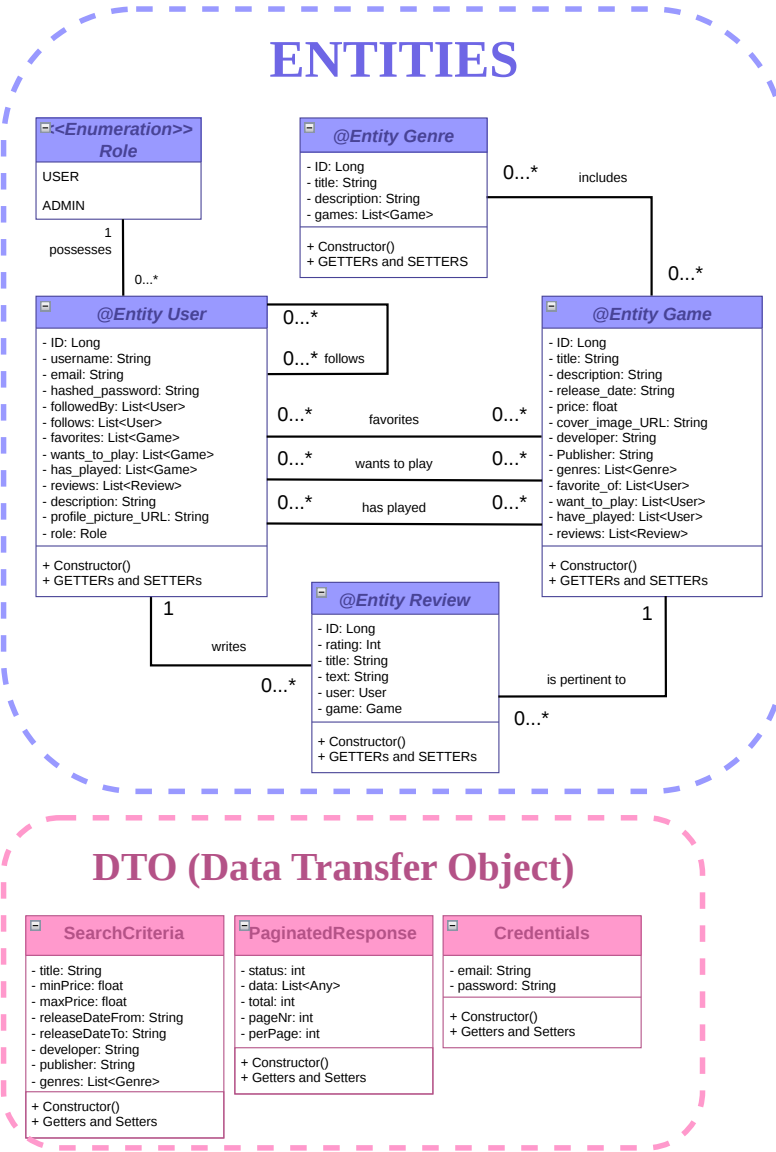 ENTITIES
<<Enumeration>>
Role
USER
ADMIN
@Entity Genre
- ID: Long
- title: String
- description: String
- games: List<Game>
+ Constructor()
+ GETTERs and SETTERS
0...*
includes
0...*
1
possesses
0...*
@Entity User
- ID: Long
- username: String
- email: String
- hashed_password: String
- followedBy: List<User>
- follows: List<User>
- favorites: List<Game>
- wants_to_play: List<Game>
- has_played: List<Game>
- reviews: List<Review>
- description: String
- profile_picture_URL: String
- role: Role
+ Constructor()
+ GETTERs and SETTERs
0...*
0...* follows
0...* favorites 0...*
0...* wants to play 0...*
0...* has played 0...*
@Entity Game
- ID: Long
- title: String
- description: String
- release_date: String
- price: float
- cover_image_URL: String
- developer: String
- Publisher: String
- genres: List<Genre>
- favorite_of: List<User>
- want_to_play: List<User>
- have_played: List<User>
- reviews: List<Review>
+ Constructor()
+ GETTERs and SETTERs
1
writes
0...*
@Entity Review
- ID: Long
- rating: Int
- title: String
- text: String
- user: User
- game: Game
+ Constructor()
+ GETTERs and SETTERs
1
is pertinent to
0...*
DTO (Data Transfer Object)
SearchCriteria
- title: String
- minPrice: float
- maxPrice: float
- releaseDateFrom: String
- releaseDateTo: String
- developer: String
- publisher: String
- genres: List<Genre>
+ Constructor()
+ Getters and Setters
PaginatedResponse
- status: int
- data: List<Any>
- total: int
- pageNr: int
- perPage: int
+ Constructor()
+ Getters and Setters
Credentials
- email: String
- password: String
+ Constructor()
+ Getters and Setters